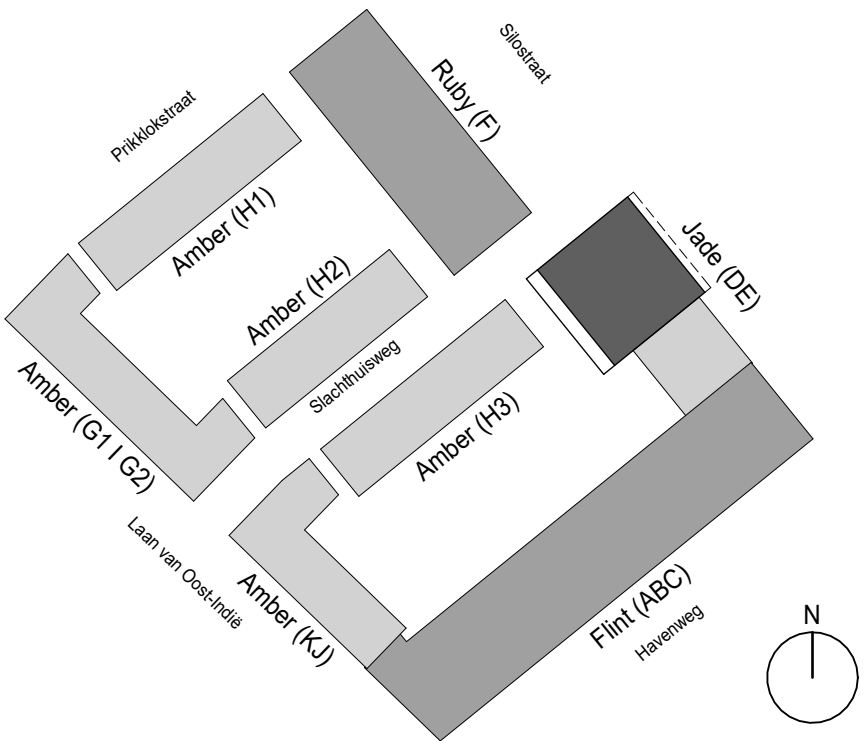 Silostraat
Ruby (F)
Prikklokstraat
Amber (H1)
Jade (DE)
Amber (H2)
Slachthuisweg
Amber (G1 I G2)
Amber (H3)
Laan van Oost-Indië
Amber (KJ)
Flint (ABC)
Havenweg
N